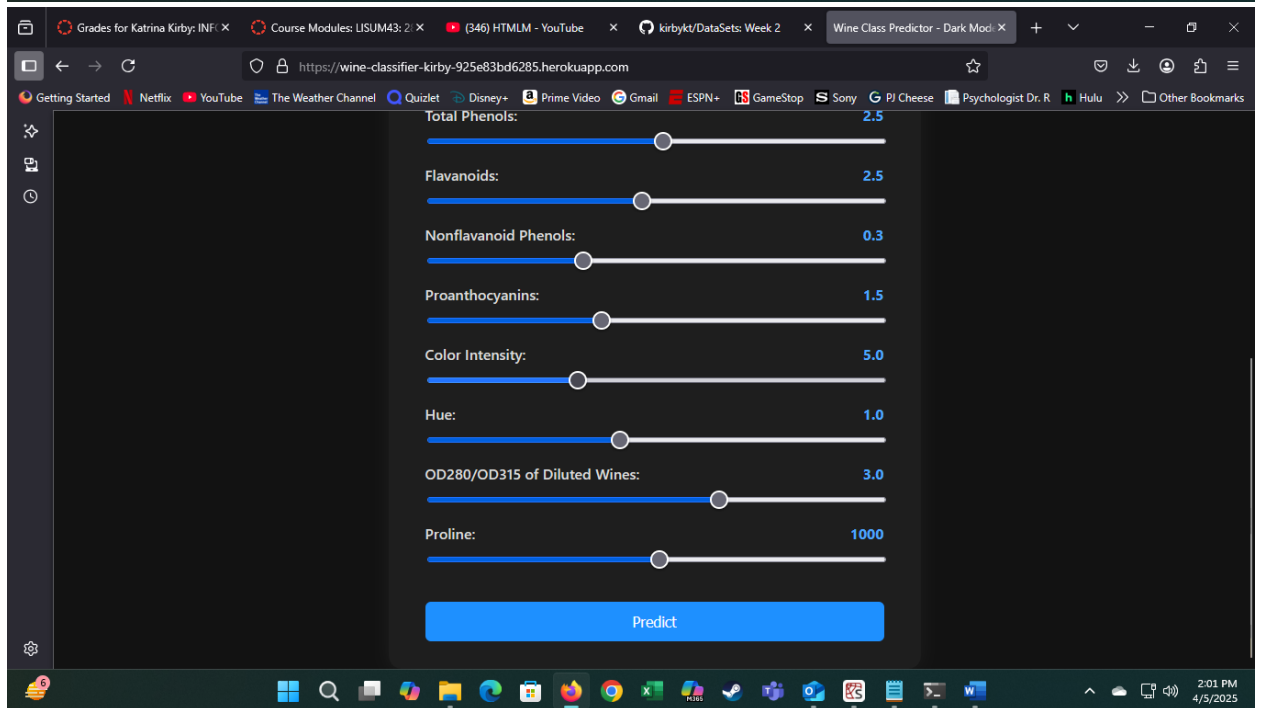 Grades for Katrina Kirby: INFO
Course Modules: LISUM43: 2
(346) HTMLM - YouTube
kirbykt/DataSets: Week 2
Wine Class Predictor - Dark Mode
https://wine-classifier-kirby-925e83bd6285.herokuapp.com
Getting Started
Netflix
YouTube
The Weather Channel
Quizlet
Disney+
Prime Video
Gmail
ESPN+
GameStop
Sony
PJ Cheese
Psychologist Dr. R
Hulu
Other Bookmarks
Total Phenols: 2.5
Flavanoids: 2.5
Nonflavanoid Phenols: 0.3
Proanthocyanins: 1.5
Color Intensity: 5.0
Hue: 1.0
OD280/OD315 of Diluted Wines: 3.0
Proline: 1000
Predict
6
M365
2:01 PM
4/5/2025